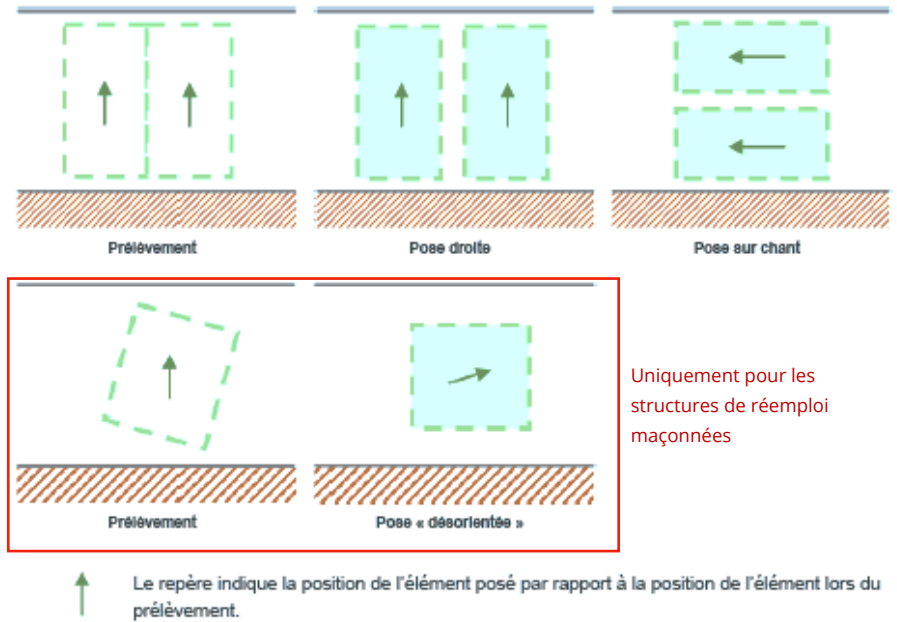 Prélèvement
Pose droite
Pose sur chant
Uniquement pour les
structures de réemploi
maçonnées
Prélèvement
Pose « désorientée »
Le repère indique la position de l'élément posé par rapport à la position de l'élément lors du
prélèvement.